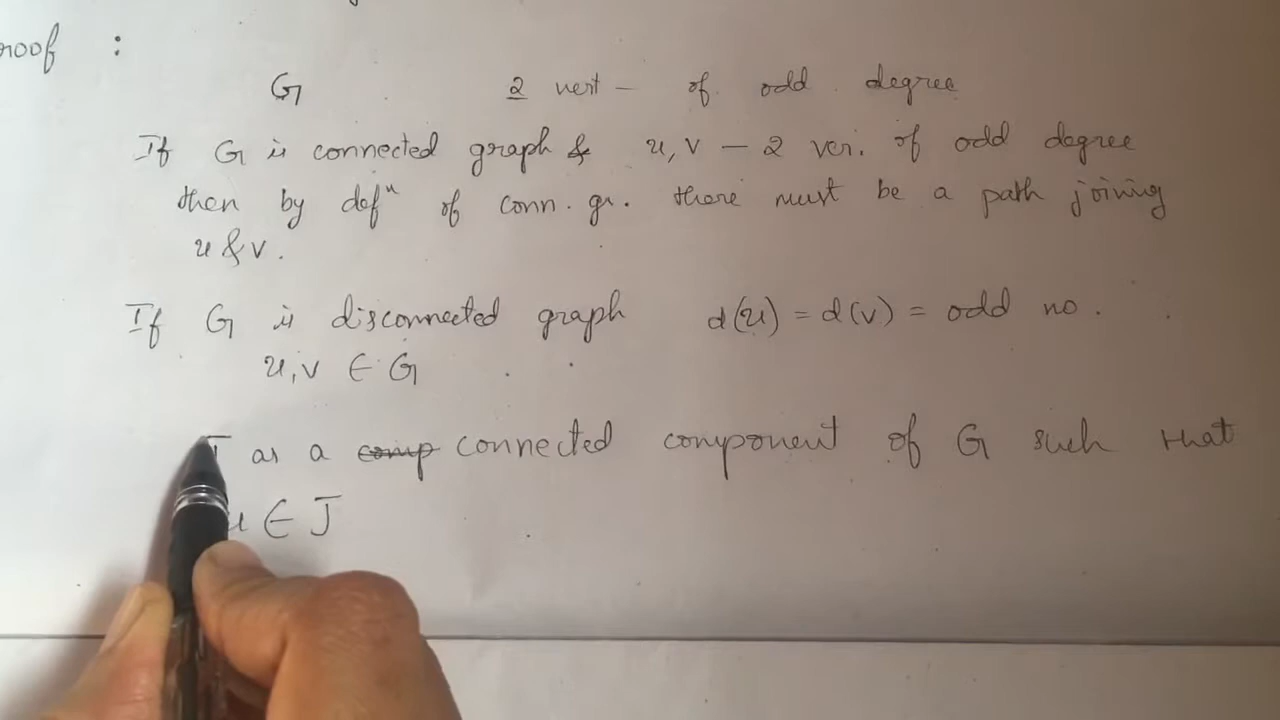 roof :
G 2 vert - of odd degree
If G is connected graph & u, v - 2 ver. of odd degree
then by defⁿ of conn. gr. there must be a path joining
u & v.
If G is disconnected graph d(u) = d(v) = odd no.
u, v ∈ G
J as a comp connected component of G such that
u ∈ J